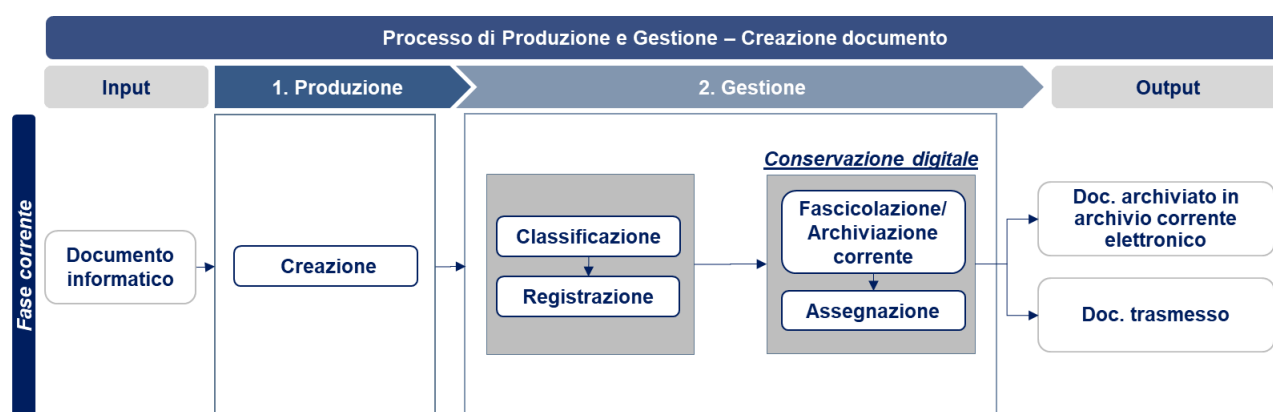 Processo di Produzione e Gestione – Creazione documento
Input
1. Produzione
2. Gestione
Output
Fase corrente
Documento
informatico
Creazione
Classificazione
Registrazione
Conservazione digitale
Fascicolazione/
Archiviazione
corrente
Assegnazione
Doc. archiviato in
archivio corrente
elettronico
Doc. trasmesso